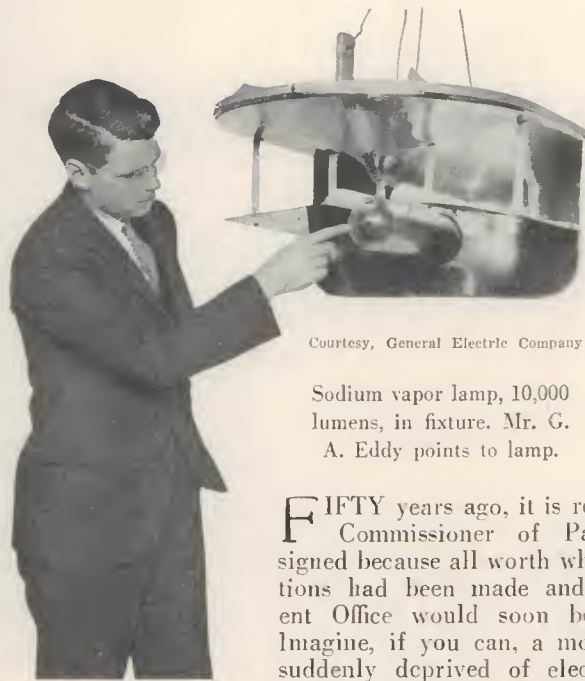 Courtesy, General Electric Company
Sodium vapor lamp, 10,000
lumens, in fixture. Mr. G.
A. Eddy points to lamp.
FIFTY years ago, it is re
Commissioner of Pa
signed because all worth wh
tions had been made and
ent Office would soon be
Imagine, if you can, a mo
suddenly deprived of elec